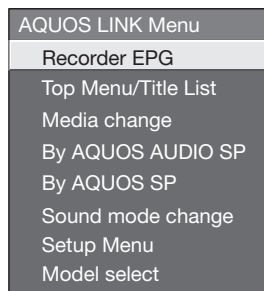 AQUOS LINK Menu
Recorder EPG
Top Menu/Title List
Media change
By AQUOS AUDIO SP
By AQUOS SP
Sound mode change
Setup Menu
Model select